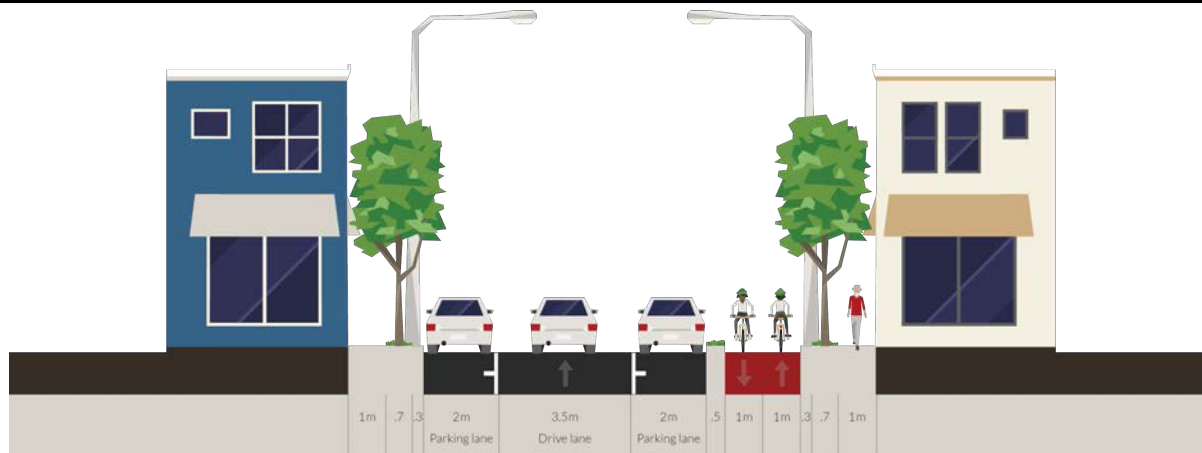 1m .7 .3 2m 3.5m 2m .5 1m 1m .3 .7 1m
Parking lane Drive lane Parking lane